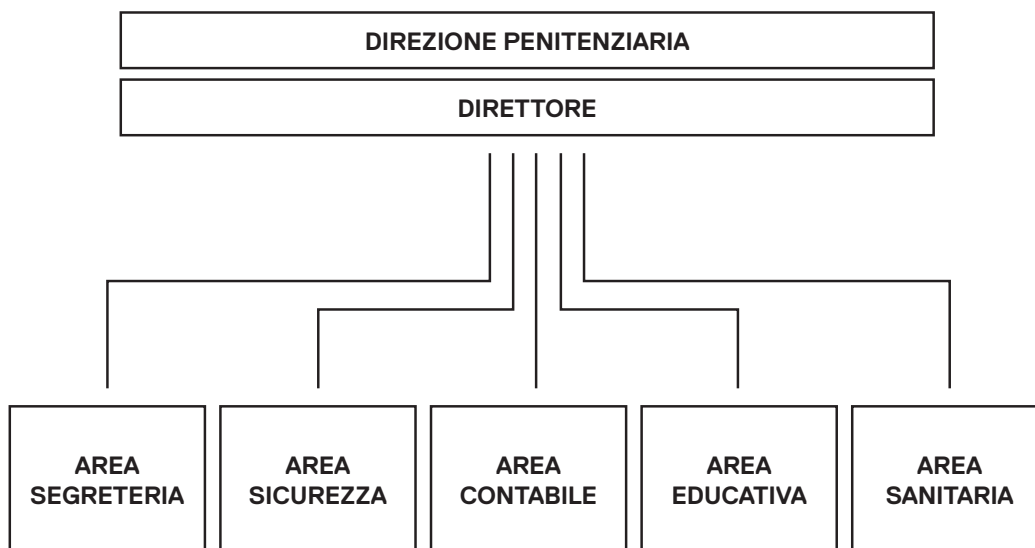 DIREZIONE PENITENZIARIA
DIRETTORE
AREA
SEGRETERIA
AREA
SICUREZZA
AREA
CONTABILE
AREA
EDUCATIVA
AREA
SANITARIA